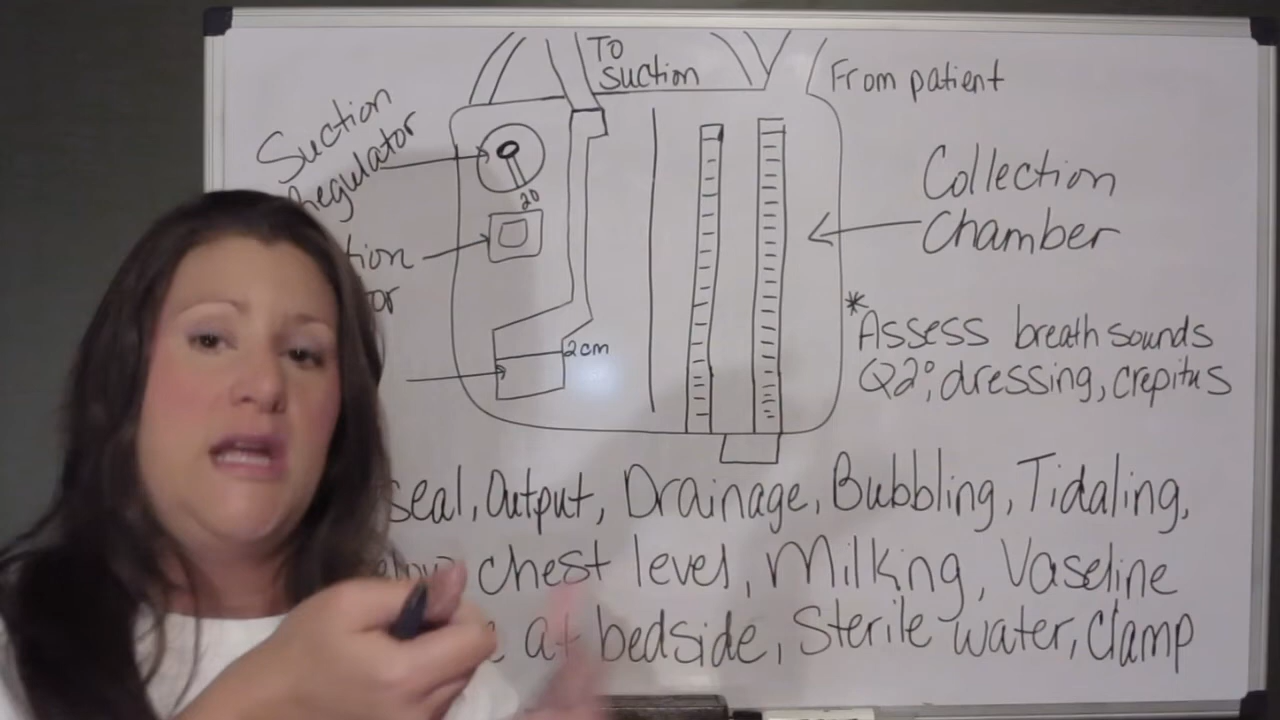 To
suction
From patient
Suction
Regulator
20
Collection
Chamber
2cm
*Assess breath sounds
Q2°, dressing, crepitus
seal, Output, Drainage, Bubbling, Tidaling,
chest level, Milking, Vaseline
at bedside, Sterile water, Clamp